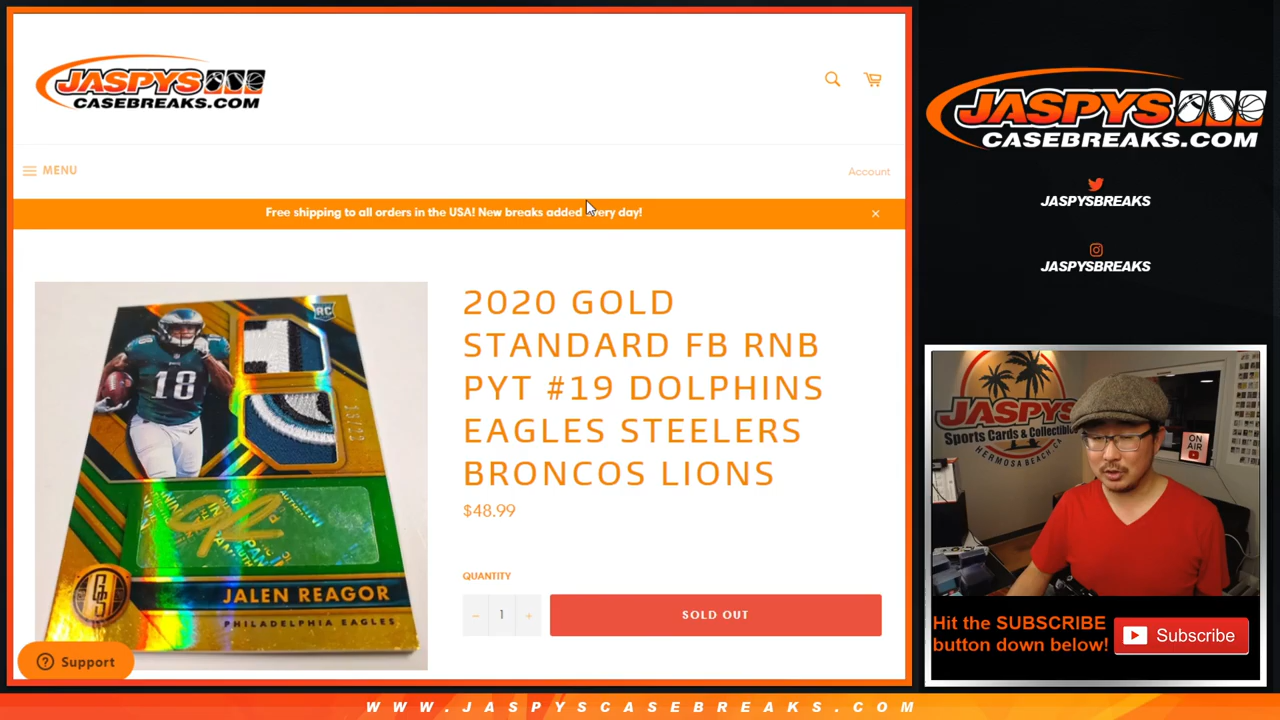 JASPYS
CASEBREAKS.COM
MENU
Account
Free shipping to all orders in the USA! New breaks added every day!
RC
18
JALEN REAGOR
PHILADELPHIA EAGLES
GS
Support
2020 GOLD
STANDARD FB RNB
PYT #19 DOLPHINS
EAGLES STEELERS
BRONCOS LIONS
$48.99
QUANTITY
− 1 +
SOLD OUT
JASPYS
CASEBREAKS.COM
JASPYSBREAKS
JASPYSBREAKS
JASPYS
Sports Cards & Collectibles
HERMOSA BEACH, CA
ON
AIR
Hit the SUBSCRIBE
button down below!
Subscribe
WWW.JASPYSCASEBREAKS.COM